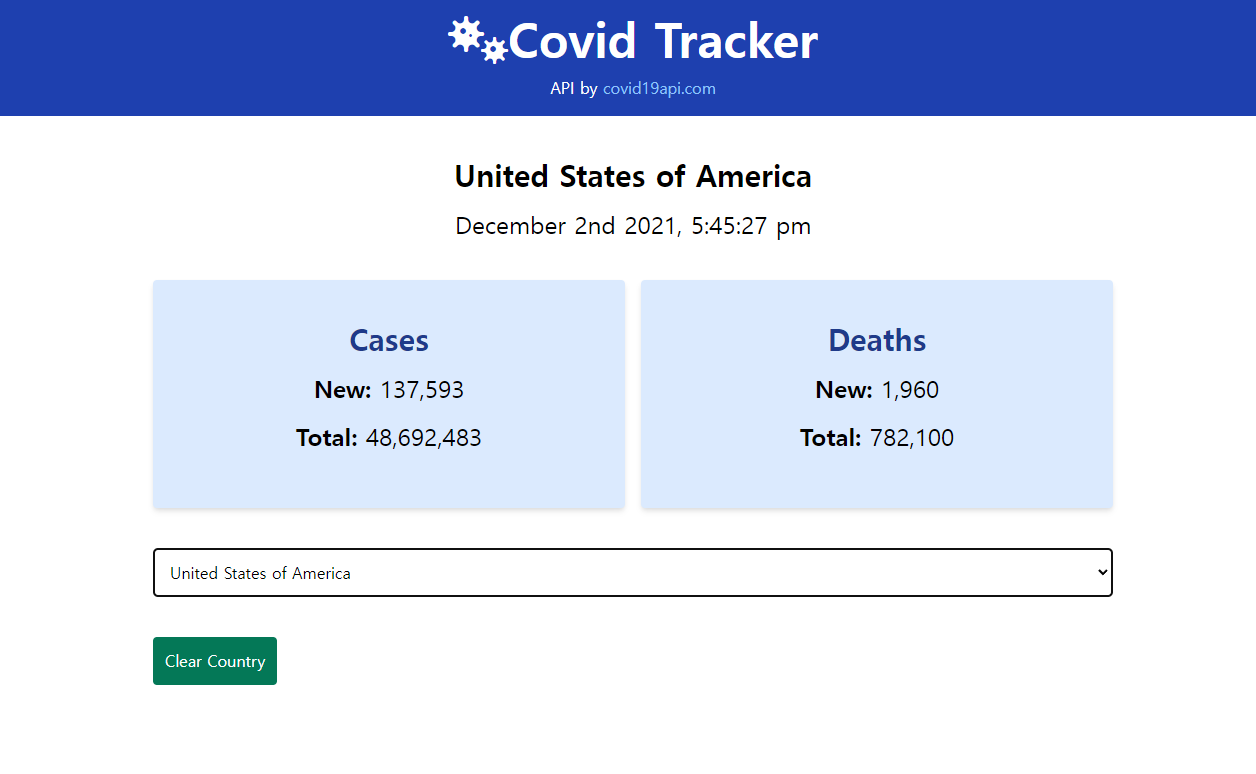 Covid Tracker
API by covid19api.com
United States of America
December 2nd 2021, 5:45:27 pm
Cases
New: 137,593
Total: 48,692,483
Deaths
New: 1,960
Total: 782,100
United States of America
Clear Country